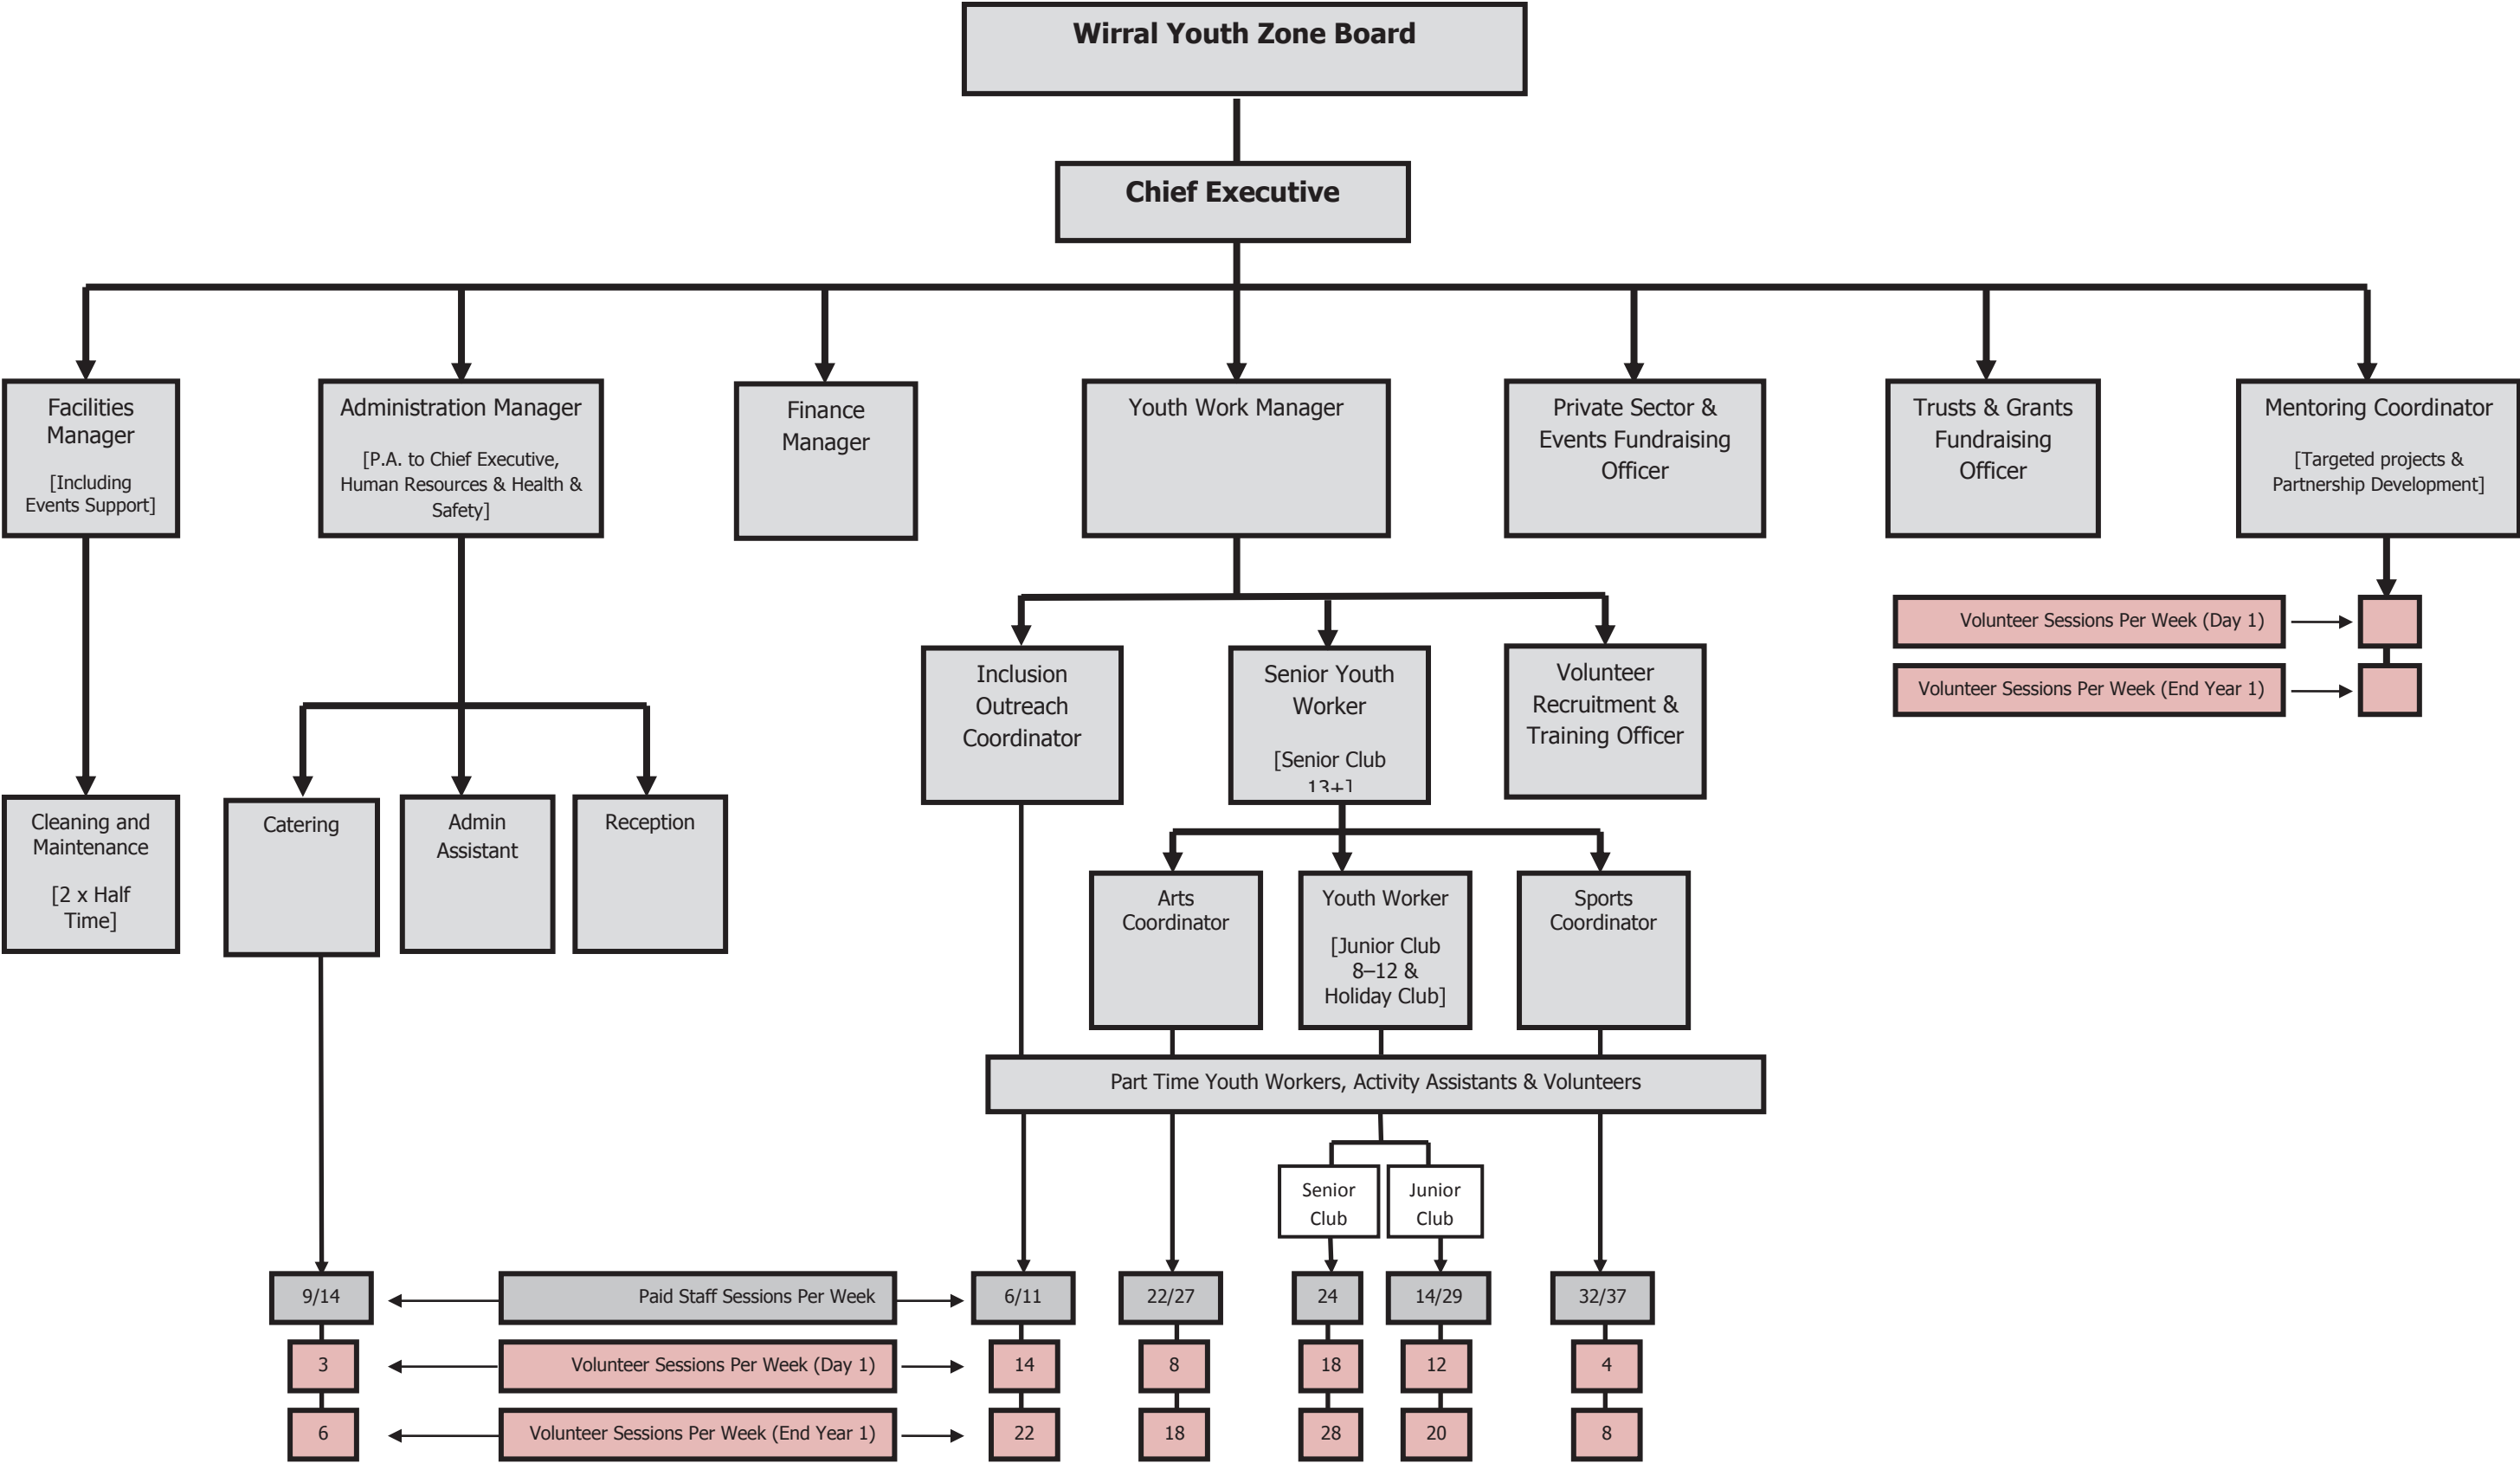 Wirral Youth Zone Board
Chief Executive
Facilities
Manager
[Including
Events Support]
Administration Manager
[P.A. to Chief Executive,
Human Resources & Health &
Safety]
Finance
Manager
Youth Work Manager
Private Sector &
Events Fundraising
Officer
Trusts & Grants
Fundraising
Officer
Mentoring Coordinator
[Targeted projects &
Partnership Development]
Volunteer Sessions Per Week (Day 1)
Volunteer Sessions Per Week (End Year 1)
Inclusion
Outreach
Coordinator
Senior Youth
Worker
[Senior Club
13+]
Volunteer
Recruitment &
Training Officer
Cleaning and
Maintenance
[2 x Half
Time]
Catering
Admin
Assistant
Reception
Arts
Coordinator
Youth Worker
[Junior Club
8–12 &
Holiday Club]
Sports
Coordinator
Part Time Youth Workers, Activity Assistants & Volunteers
Senior
Club
Junior
Club
9/14
Paid Staff Sessions Per Week
6/11
22/27
24
14/29
32/37
3
Volunteer Sessions Per Week (Day 1)
14
8
18
12
4
6
Volunteer Sessions Per Week (End Year 1)
22
18
28
20
8